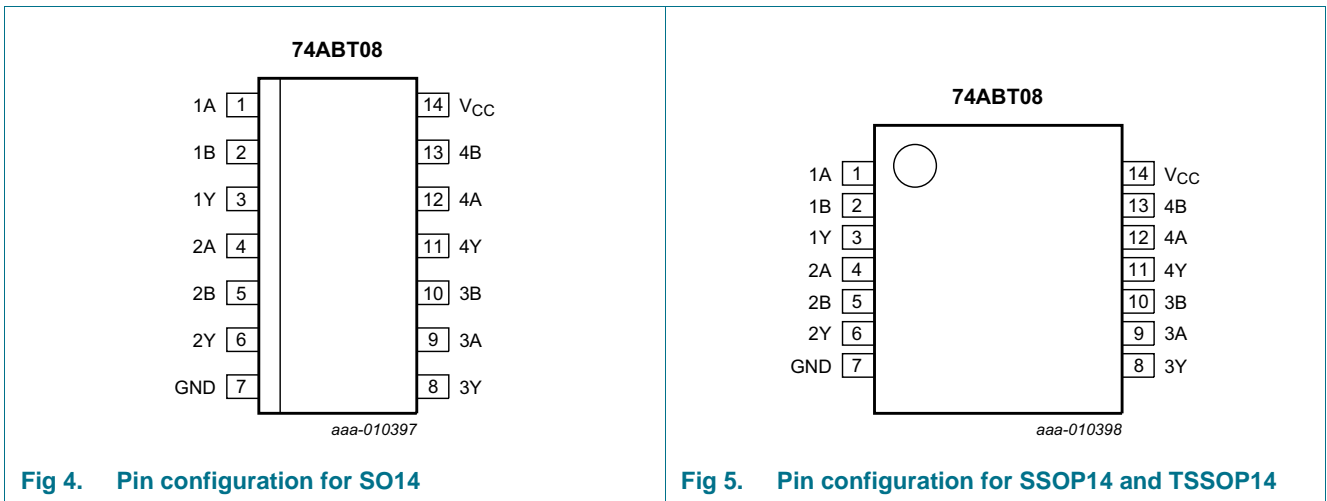 74ABT08
1A 1 14 VCC
1B 2 13 4B
1Y 3 12 4A
2A 4 11 4Y
2B 5 10 3B
2Y 6 9 3A
GND 7 8 3Y
aaa-010397
Fig 4. Pin configuration for SO14
74ABT08
1A 1 14 VCC
1B 2 13 4B
1Y 3 12 4A
2A 4 11 4Y
2B 5 10 3B
2Y 6 9 3A
GND 7 8 3Y
aaa-010398
Fig 5. Pin configuration for SSOP14 and TSSOP14